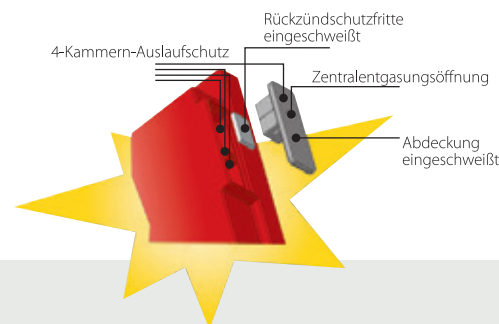 Rückzündschutzfritte
eingeschweißt
4-Kammern-Auslaufschutz
Zentralentgasungsöffnung
Abdeckung
eingeschweißt